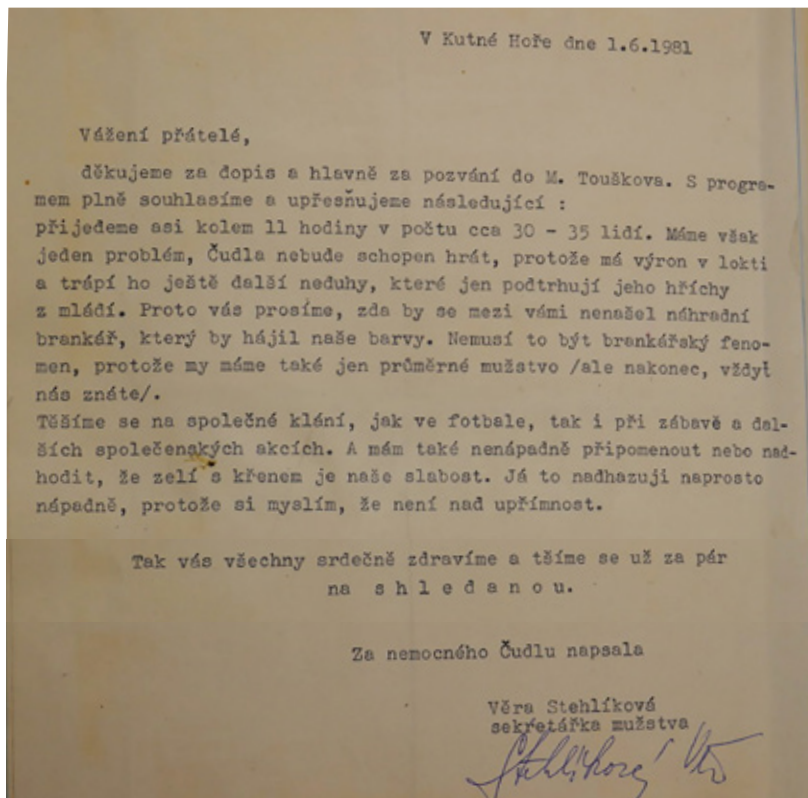 V Kutné Hoře dne 1.6.1981
Vážení přátelé,
děkujeme za dopis a hlavně za pozvání do M. Touškova. S progra-
mem plně souhlasíme a upřesňujeme následující :
přijedeme asi kolem 11 hodiny v počtu cca 30 - 35 lidí. Máme však
jeden problém, Čudla nebude schopen hrát, protože má výron v lokti
a trápí ho ještě další neduhy, které jen podtrhují jeho hříchy
z mládí. Proto vás prosíme, zda by se mezi vámi nenašel náhradní
brankář, který by hájil naše barvy. Nemusí to být brankářský feno-
men, protože my máme také jen průměrné mužstvo /ale nakonec, vždyť
nás znáte/.
Těšíme se na společné klání, jak ve fotbale, tak i při zábavě a dal-
ších společenských akcích. A mám také nenápadně připomenout nebo nad-
hodit, že zelí s křenem je naše slabost. Já to nadhazuji naprosto
nápadně, protože si myslím, že není nad upřímnost.
Tak vás všechny srdečně zdravíme a těšíme se už za pár
na s h l e d a n o u.
Za nemocného Čudlu napsala
Věra Stehlíková
sekretářka mužstva
Stehlíková Věra